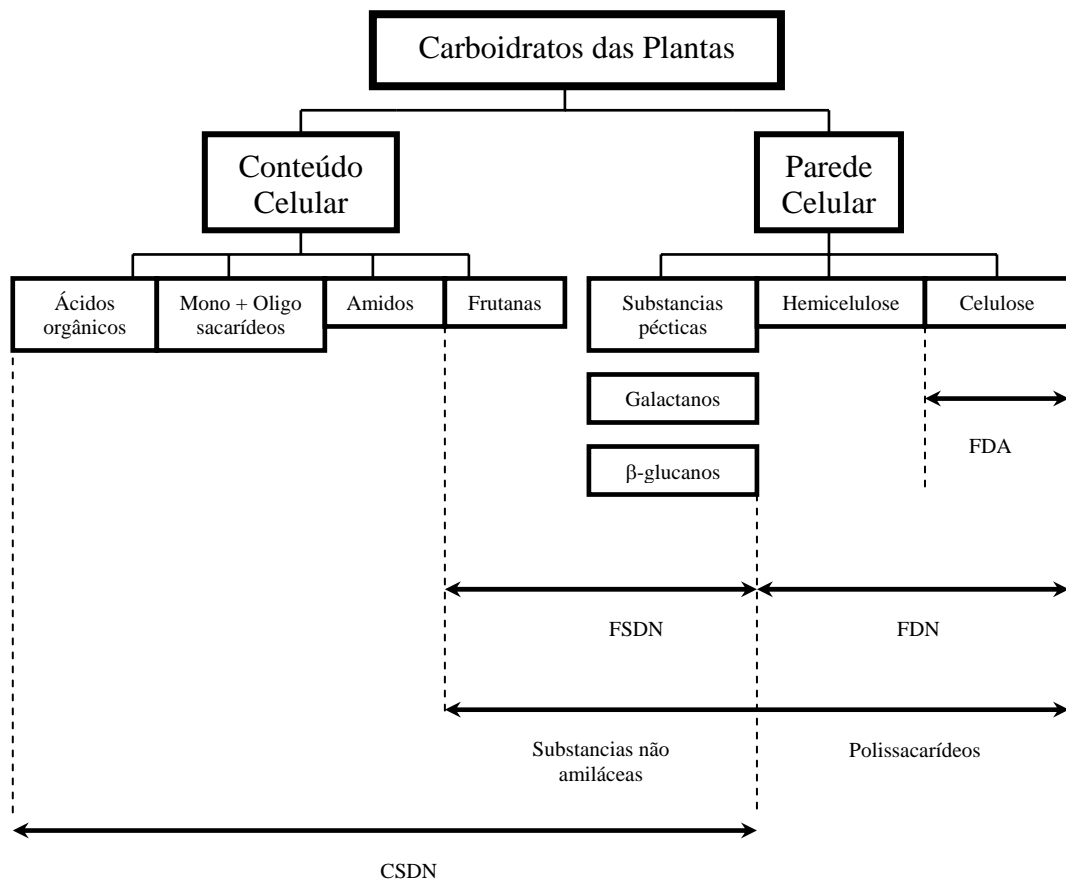 Carboidratos das Plantas
Conteúdo
Celular
Parede
Celular
Ácidos
orgânicos
Mono + Oligo
sacarídeos
Amidos
Frutanas
Substancias
pécticas
Hemicelulose
Celulose
Galactanos
FDA
β-glucanos
FSDN
FDN
Substancias não
amiláceas
Polissacarídeos
CSDN